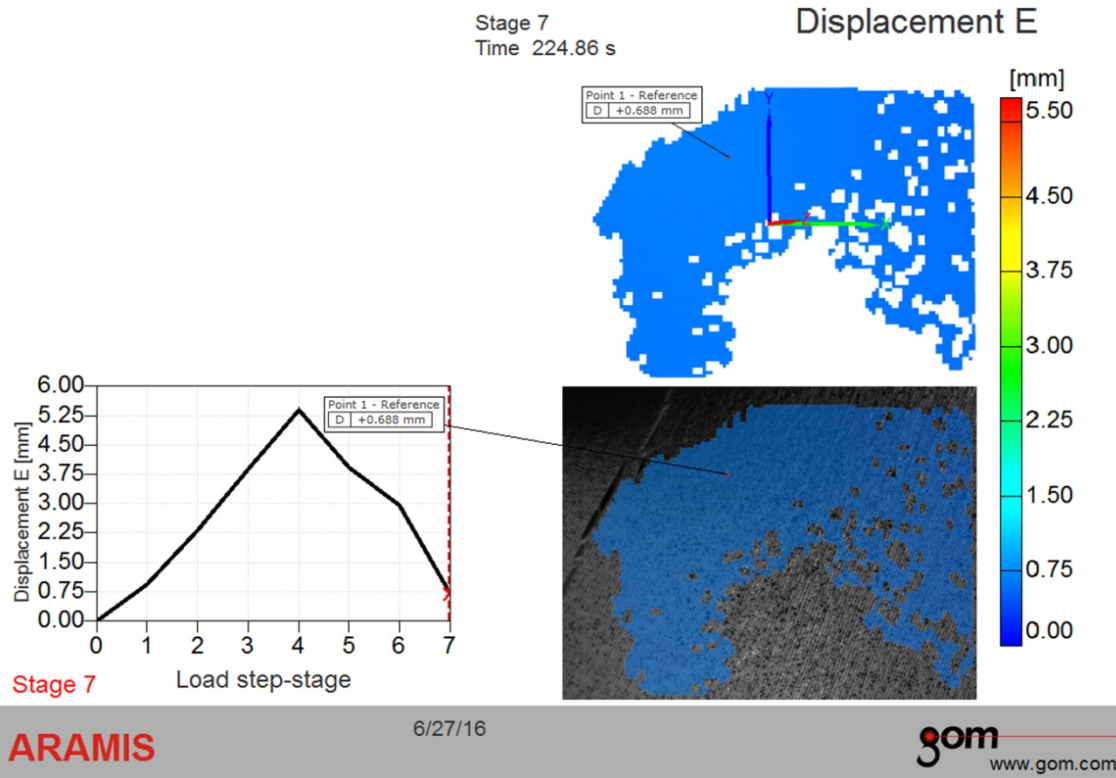 Stage 7
Time 224.86 s
Displacement E
[mm]
5.50
4.50
3.75
3.00
2.25
1.50
0.75
0.00
Point 1 - Reference
D +0.688 mm
Y
Z
X
Displacement E [mm]
6.00
5.25
4.50
3.75
3.00
2.25
1.50
0.75
0.00
0 1 2 3 4 5 6 7
Point 1 - Reference
D +0.688 mm
Stage 7
Load step-stage
ARAMIS
6/27/16
gom
www.gom.com